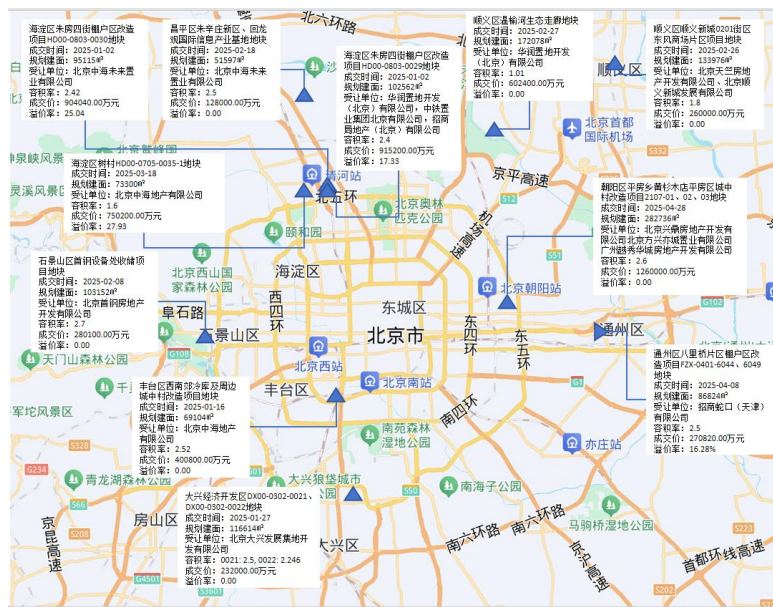 海淀区朱房四街棚户区改造
项目HD00-0803-0030地块
成交时间：2025-01-02
规划建面：95115㎡
受让单位：北京中海未来置
业有限公司
容积率：2.42
成交价：904040.00万元
溢价率：25.04
昌平区朱辛庄新区、回龙
观国际信息产业基地地块
成交时间：2025-02-18
规划建面：51597㎡
受让单位：北京中海未来
置业有限公司
容积率：2.5
成交价：128000.00万元
溢价率：0.00
海淀区朱房四街棚户区改造
项目HD00-0803-0029地块
成交时间：2025-01-02
规划建面：102562㎡
受让单位：华润置地开发
（北京）有限公司，中铁置
业集团北京有限公司，招商
局地产（北京）有限公司
容积率：2.4
成交价：915200.00万元
溢价率：17.33
顺义区温榆河生态走廊地块
成交时间：2025-02-27
规划建面：172078㎡
受让单位：华润置地开发
（北京）有限公司
容积率：1.01
成交价：602400.00万元
溢价率：0.00
顺义区顺义新城0201街区
东风商场片区项目地块
成交时间：2025-02-26
规划建面：133976㎡
受让单位：北京天竺房地
产开发有限公司、北京顺
义新城发展有限公司
容积率：1.8
成交价：260000.00万元
溢价率：0.00
海淀区树村HD00-0705-0035-1地块
成交时间：2025-03-18
规划建面：73300㎡
受让单位：北京中海地产有限公司
容积率：1.6
成交价：750200.00万元
溢价率：27.93
朝阳区平房乡黄杉木店平房区城中
村改造项目2107-01、02、03地块
成交时间：2025-04-28
规划建面：282736㎡
受让单位：北京兴鼎房地产开发有
限公司北京方兴亦城置业有限公司
广州越秀华城房地产开发有限公司
容积率：2.6
成交价：1260000.00万元
溢价率：0.00
石景山区首钢设备处收储项
目地块
成交时间：2025-02-08
规划建面：103152㎡
受让单位：北京首钢房地产
开发有限公司
容积率：2.7
成交价：280100.00万元
溢价率：0.00
通州区八里桥片区棚户区改
造项目FZX-0401-6044、6049
地块
成交时间：2025-04-08
规划建面：86824㎡
受让单位：招商蛇口（天津）
有限公司
容积率：2.5
成交价：270820.00万元
溢价率：16.28%
丰台区西南郊冷库及周边
城中村改造项目地块
成交时间：2025-01-16
规划建面：69104㎡
受让单位：北京中海地产
有限公司
容积率：2.52
成交价：400800.00万元
溢价率：0.00
大兴经济开发区DX00-0302-0021、
DX00-0302-0022地块
成交时间：2025-01-27
规划建面：116614㎡
受让单位：北京大兴发展集地开
发有限公司
容积率：0021: 2.5, 0022: 2.246
成交价：232000.00万元
溢价率：0.00
北六环路
顺义区
北京首都
国际机场
S332
京平高速
S12
清河站
北五环
北京奥林
匹克公园
机场高速
颐和园
海淀区
北京西山国
家森林公园
阜石路
西四环
东城区
北京朝阳站
S51
G102
石景山区
北京市
东四环
东五环
通州区
G108
天门山森林公园
北京西站
丰台区
北京南站
G1
南四环
南苑森林
湿地公园
亦庄站
S328
G234
青龙湖森林公园
S66
大兴狼垡城市
S50
南海子公园
马驹桥湿地公园
房山区
大兴区
南六环路
南六环路
京沪高速
首都环线高速
京昆高速
S208
S223
S202
G4501
S3601